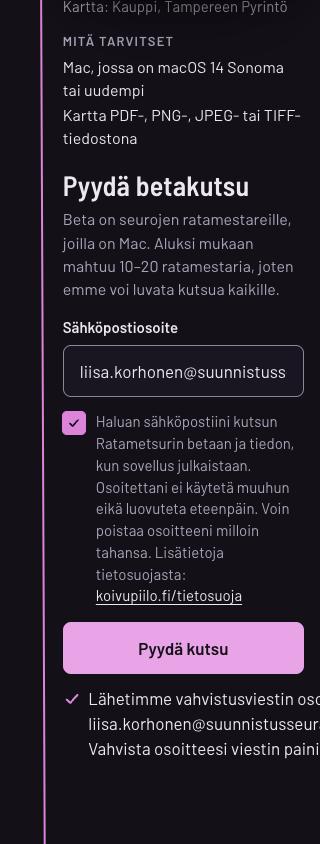 Kartta: Kauppi, Tampereen Pyrintö
MITÄ TARVITSET
Mac, jossa on macOS 14 Sonoma
tai uudempi
Kartta PDF-, PNG-, JPEG- tai TIFF-
tiedostona
Pyydä betakutsu
Beta on seurojen ratamestareille,
joilla on Mac. Aluksi mukaan
mahtuu 10–20 ratamestaria, joten
emme voi luvata kutsua kaikille.
Sähköpostiosoite
liisa.korhonen@suunnistuss
Haluan sähköpostiini kutsun
Ratametsurin betaan ja tiedon,
kun sovellus julkaistaan.
Osoitettani ei käytetä muuhun
eikä luovuteta eteenpäin. Voin
poistaa osoitteeni milloin
tahansa. Lisätietoja
tietosuojasta:
koivupiilo.fi/tietosuoja
Pyydä kutsu
Lähetimme vahvistusviestin oso
liisa.korhonen@suunnistusseur
Vahvista osoitteesi viestin paini